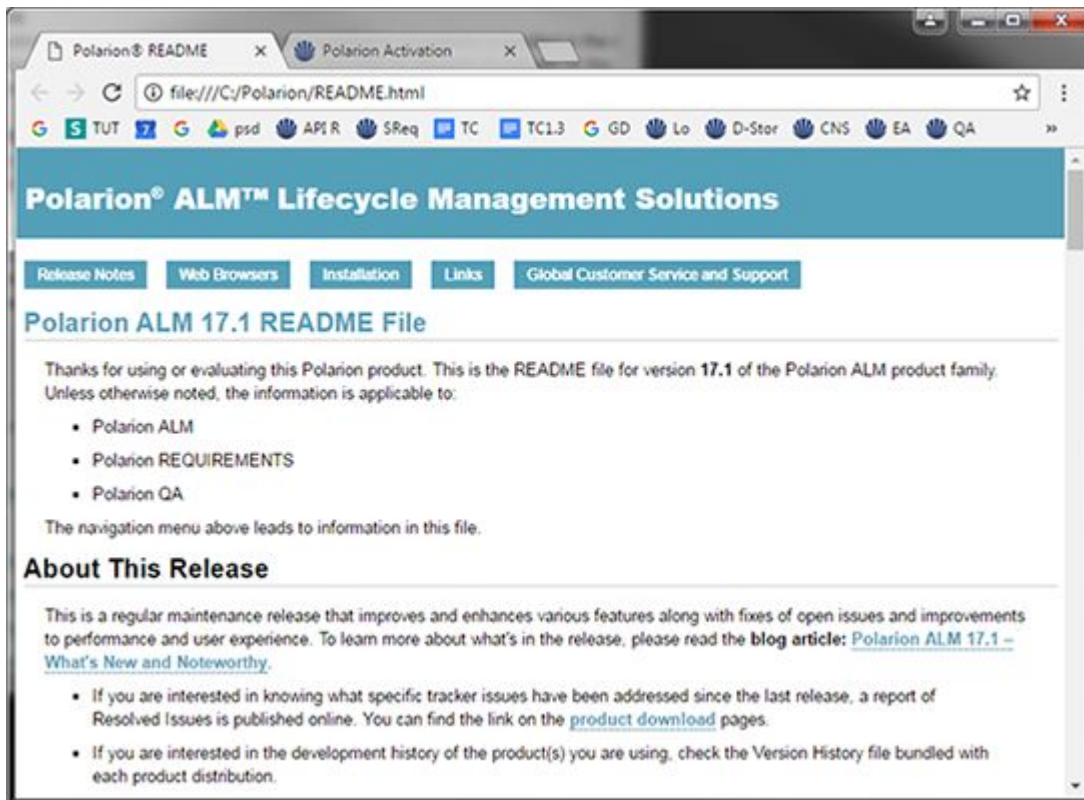 Polarion® README
Polarion Activation
file:///C:/Polarion/README.html
G S TUT 7 G psd API R SReq TC TC1.3 G GD Lo D-Stor CNS EA QA »
Polarion® ALM™ Lifecycle Management Solutions
Release Notes Web Browsers Installation Links Global Customer Service and Support
Polarion ALM 17.1 README File
Thanks for using or evaluating this Polarion product. This is the README file for version 17.1 of the Polarion ALM product family.
Unless otherwise noted, the information is applicable to:
• Polarion ALM
• Polarion REQUIREMENTS
• Polarion QA
The navigation menu above leads to information in this file.
About This Release
This is a regular maintenance release that improves and enhances various features along with fixes of open issues and improvements
to performance and user experience. To learn more about what's in the release, please read the blog article: Polarion ALM 17.1 –
What's New and Noteworthy.
• If you are interested in knowing what specific tracker issues have been addressed since the last release, a report of
Resolved Issues is published online. You can find the link on the product download pages.
• If you are interested in the development history of the product(s) you are using, check the Version History file bundled with
each product distribution.